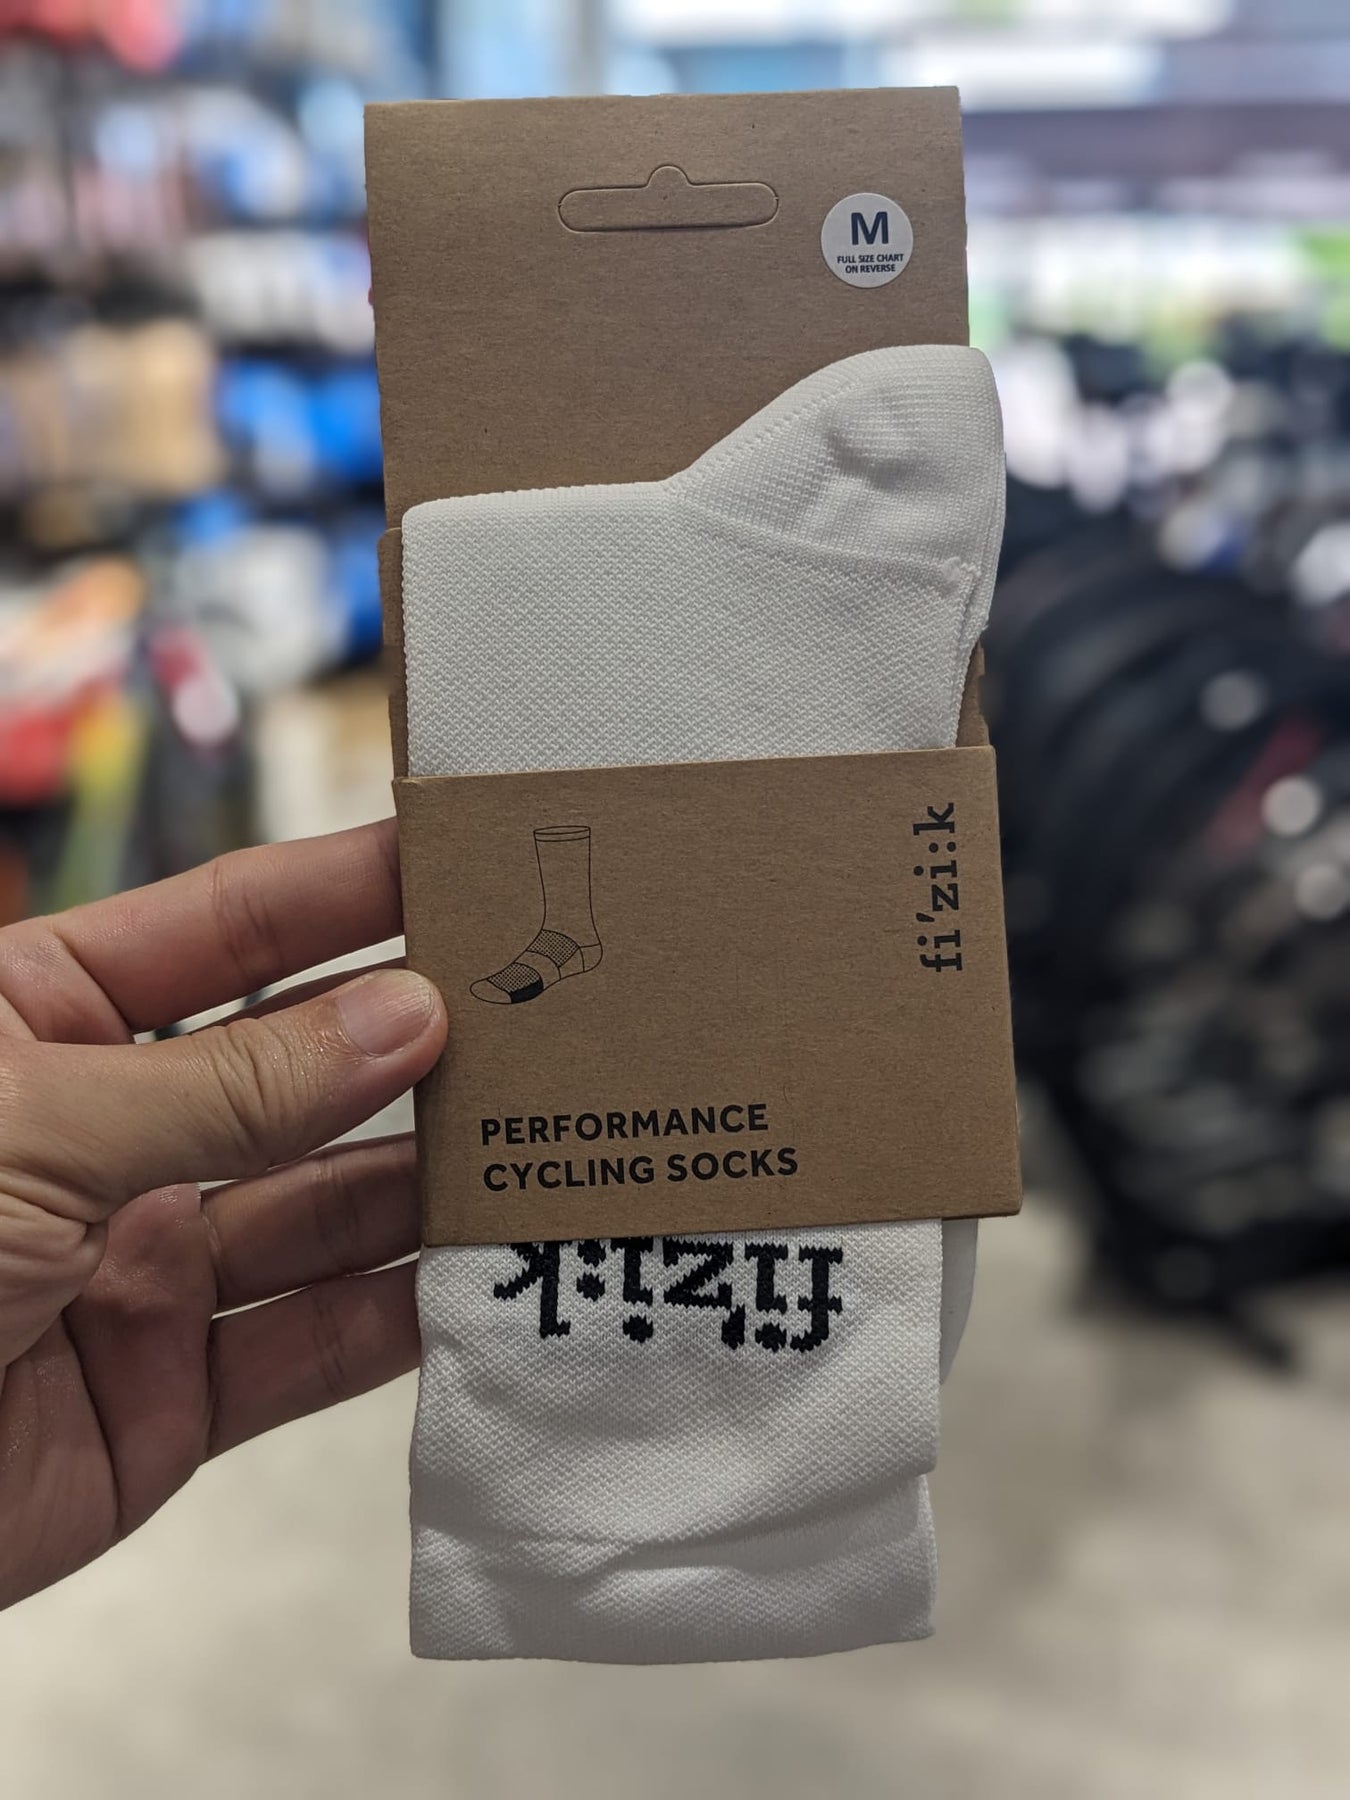 M
FULL SIZE CHART
ON REVERSE
fi'zi:k
PERFORMANCE
CYCLING SOCKS
fi'zi:k